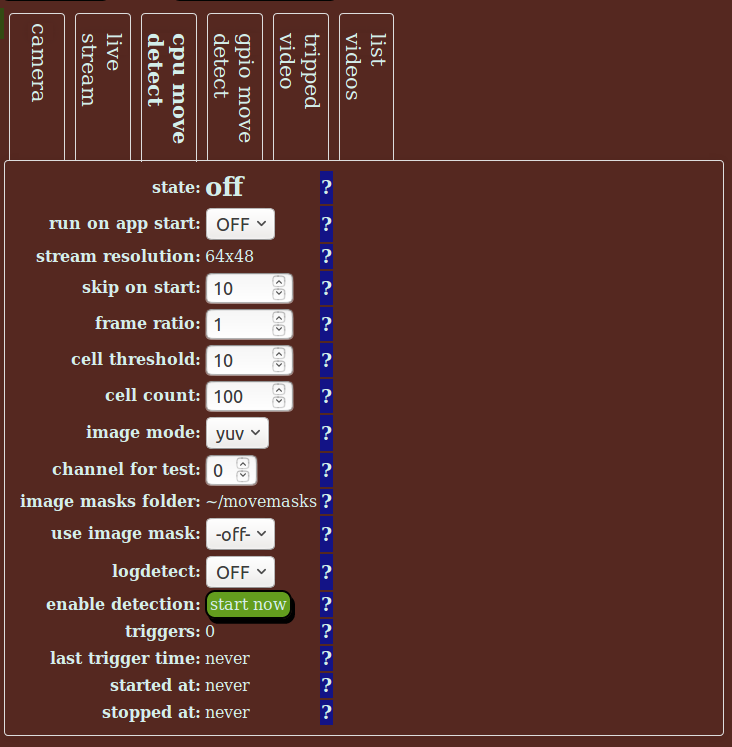 camera
live
stream
cpu move
detect
gpio move
detect
tripped
video
list
videos
state: off ?
run on app start: OFF ?
stream resolution: 64x48 ?
skip on start: 10 ?
frame ratio: 1 ?
cell threshold: 10 ?
cell count: 100 ?
image mode: yuv ?
channel for test: 0 ?
image masks folder: ~/movemasks ?
use image mask: -off- ?
logdetect: OFF ?
enable detection: start now ?
triggers: 0 ?
last trigger time: never ?
started at: never ?
stopped at: never ?